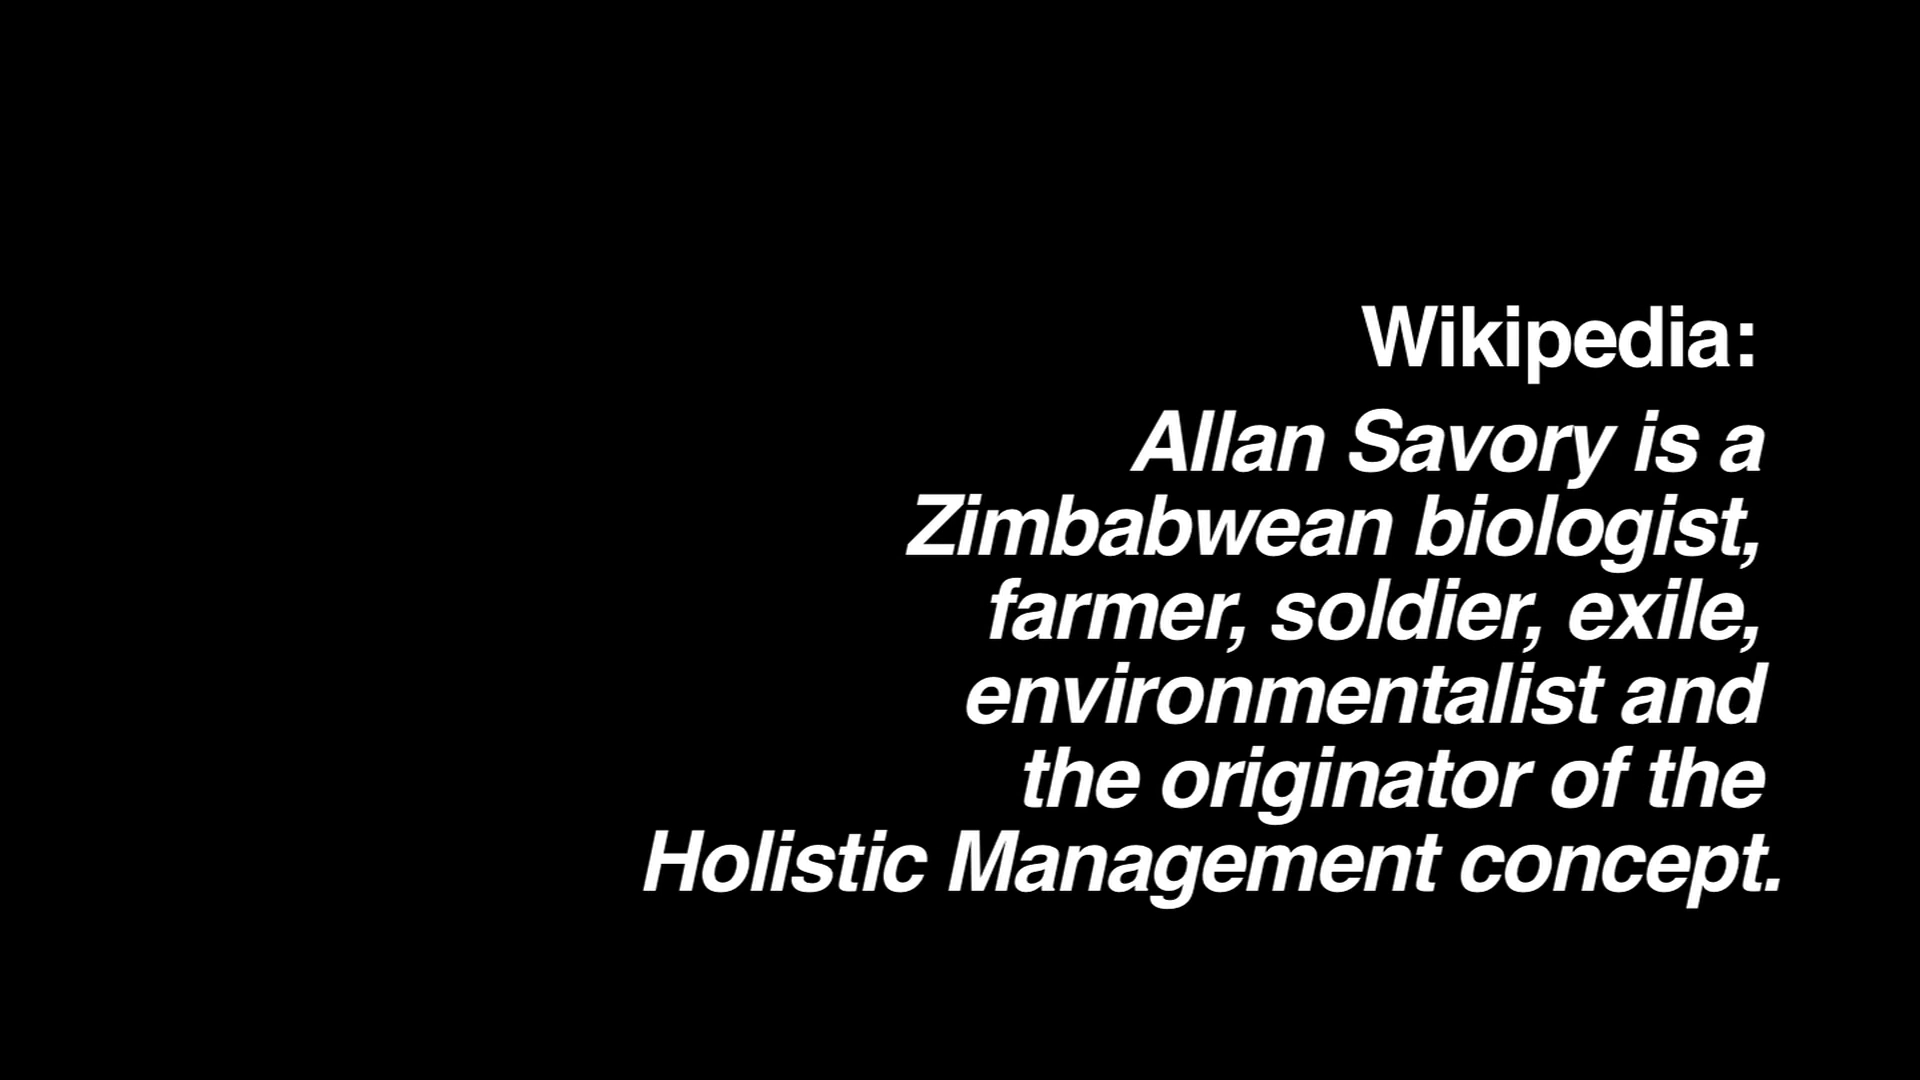 Wikipedia:
Allan Savory is a
Zimbabwean biologist,
farmer, soldier, exile,
environmentalist and
the originator of the
Holistic Management concept.